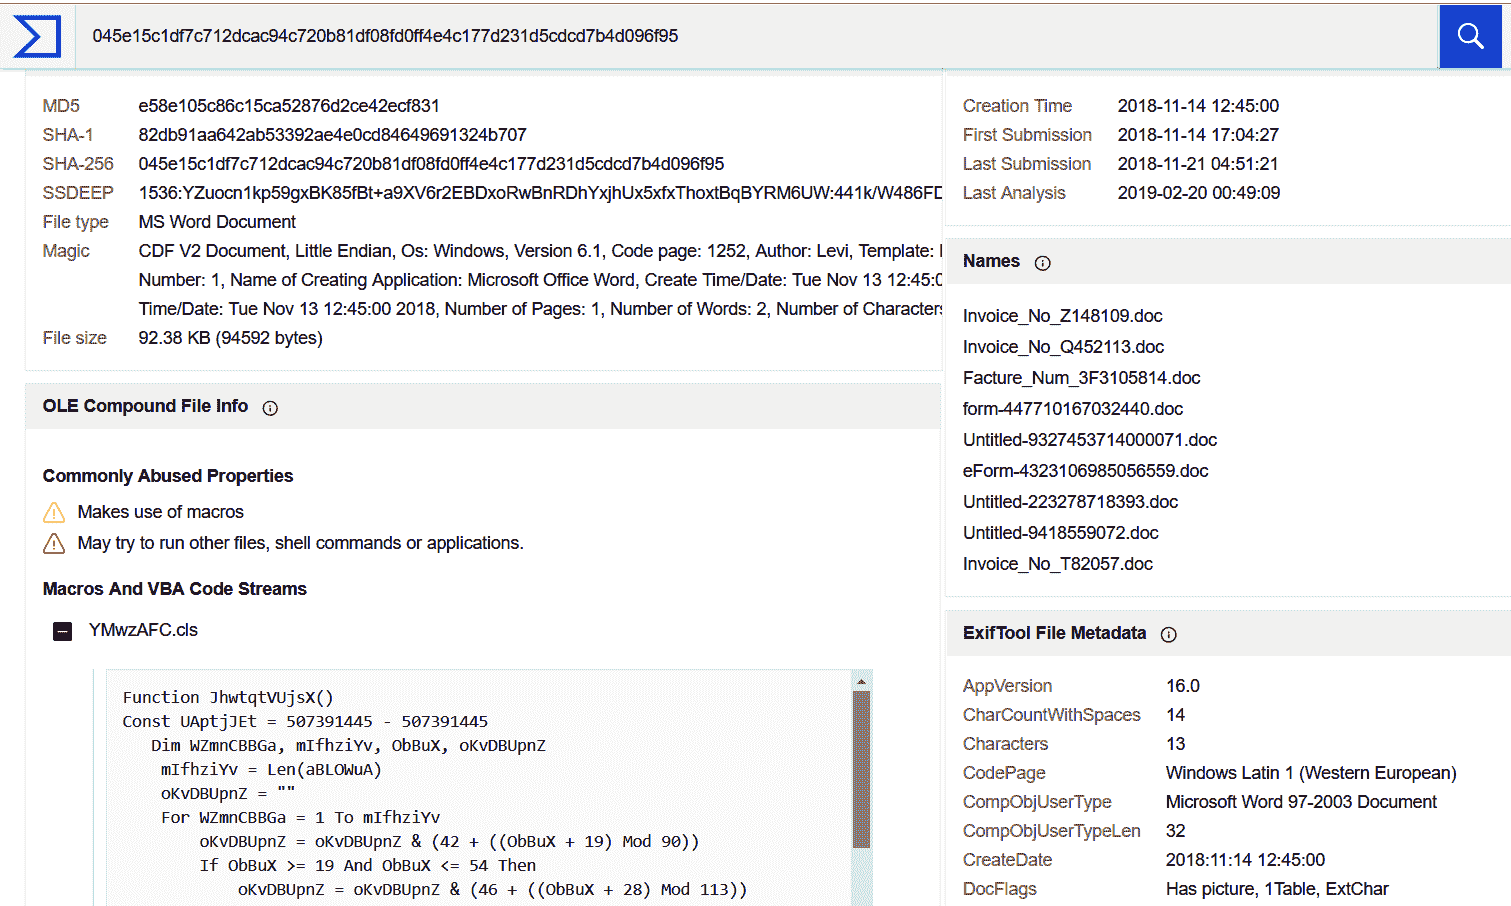 045e15c1df7c712dcac94c720b81df08fd0ff4e4c177d231d5cdcd7b4d096f95
MD5 e58e105c86c15ca52876d2ce42ecf831
SHA-1 82db91aa642ab53392ae4e0cd84649691324b707
SHA-256 045e15c1df7c712dcac94c720b81df08fd0ff4e4c177d231d5cdcd7b4d096f95
SSDEEP 1536:YZuocn1kp59gxBK85fBt+a9XV6r2EBDxoRwBnRDhYxjhUx5xfxThoxtBqBYRM6UW:441k/W486FD
File type MS Word Document
Magic CDF V2 Document, Little Endian, Os: Windows, Version 6.1, Code page: 1252, Author: Levi, Template:
Number: 1, Name of Creating Application: Microsoft Office Word, Create Time/Date: Tue Nov 13 12:45:0
Time/Date: Tue Nov 13 12:45:00 2018, Number of Pages: 1, Number of Words: 2, Number of Characters
File size 92.38 KB (94592 bytes)
OLE Compound File Info
Commonly Abused Properties
Makes use of macros
May try to run other files, shell commands or applications.
Macros And VBA Code Streams
YMwzAFC.cls
Function JhwtqtVUjsX()
Const UAptjJEt = 507391445 - 507391445
Dim WZmnCBBGa, mIfhziYv, ObBuX, oKvDBUpnZ
mIfhziYv = Len(aBLOWuA)
oKvDBUpnZ = ""
For WZmnCBBGa = 1 To mIfhziYv
oKvDBUpnZ = oKvDBUpnZ & (42 + ((ObBuX + 19) Mod 90))
If ObBuX >= 19 And ObBuX <= 54 Then
oKvDBUpnZ = oKvDBUpnZ & (46 + ((ObBuX + 28) Mod 113))
Creation Time 2018-11-14 12:45:00
First Submission 2018-11-14 17:04:27
Last Submission 2018-11-21 04:51:21
Last Analysis 2019-02-20 00:49:09
Names
Invoice_No_Z148109.doc
Invoice_No_Q452113.doc
Facture_Num_3F3105814.doc
form-447710167032440.doc
Untitled-9327453714000071.doc
eForm-4323106985056559.doc
Untitled-223278718393.doc
Untitled-9418559072.doc
Invoice_No_T82057.doc
ExifTool File Metadata
AppVersion 16.0
CharCountWithSpaces 14
Characters 13
CodePage Windows Latin 1 (Western European)
CompObjUserType Microsoft Word 97-2003 Document
CompObjUserTypeLen 32
CreateDate 2018:11:14 12:45:00
DocFlags Has picture, 1Table, ExtChar